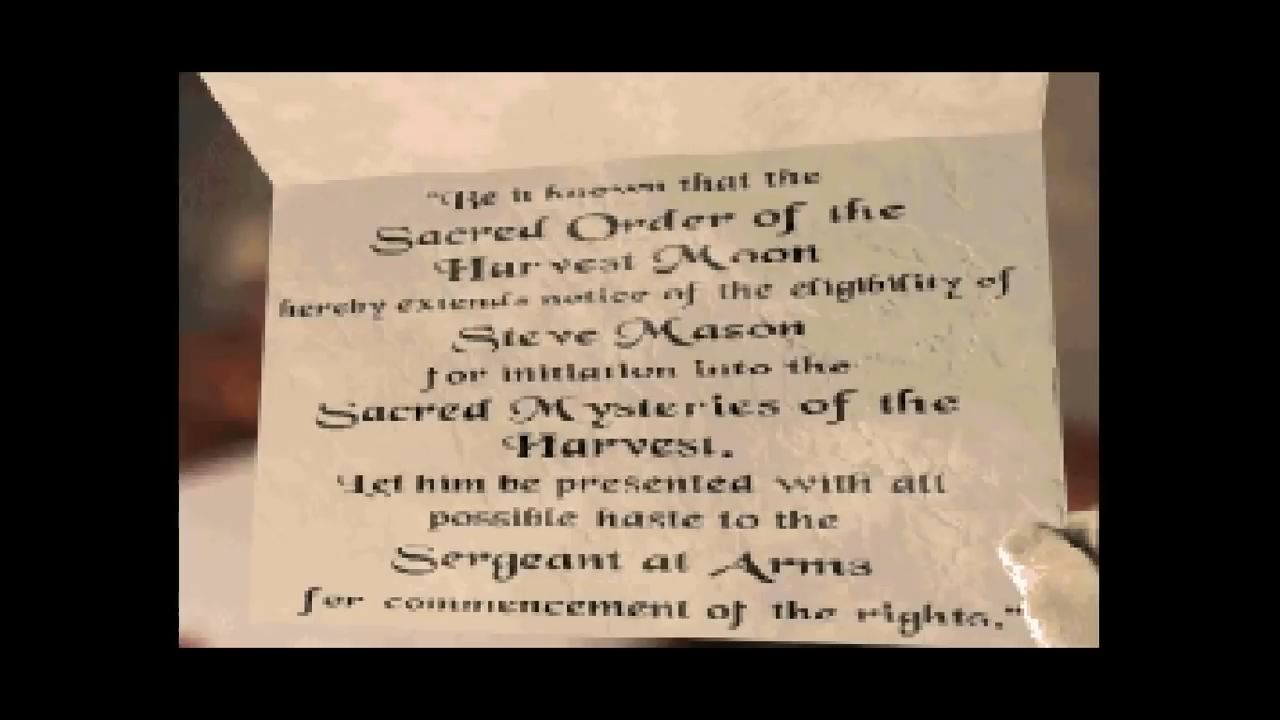 "Be it known that the
Sacred Order of the
Harvest Moon
hereby extends notice of the eligibility of
Steve Mason
for initiation into the
Sacred Mysteries of the
Harvest.
Let him be presented with all
possible haste to the
Sergeant at Arms
for commencement of the rights."